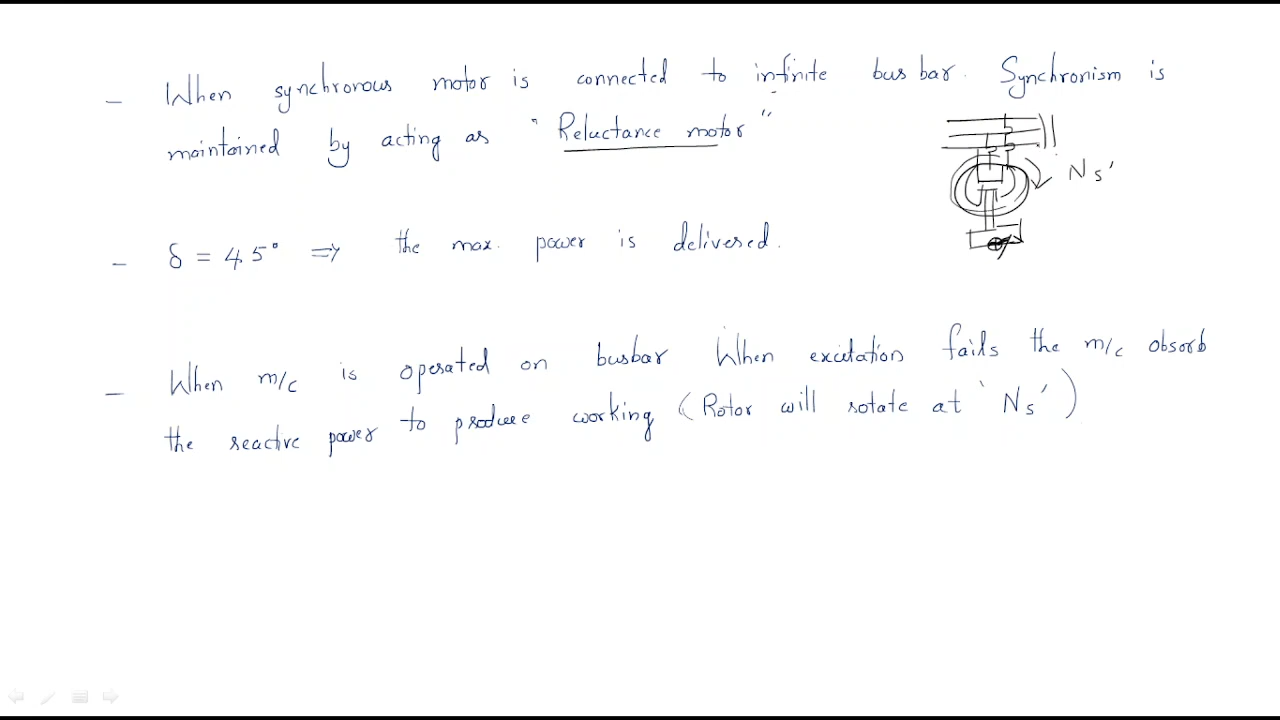 - When synchronous motor is connected to infinite bus bar. Synchronism is
maintained by acting as "Reluctance motor"
Ns'
- δ = 45° ⇒ the max. power is delivered.
- When m/c is operated on busbar When excitation fails the m/c absorb
the reactive power to produce working (Rotor will rotate at 'Ns')